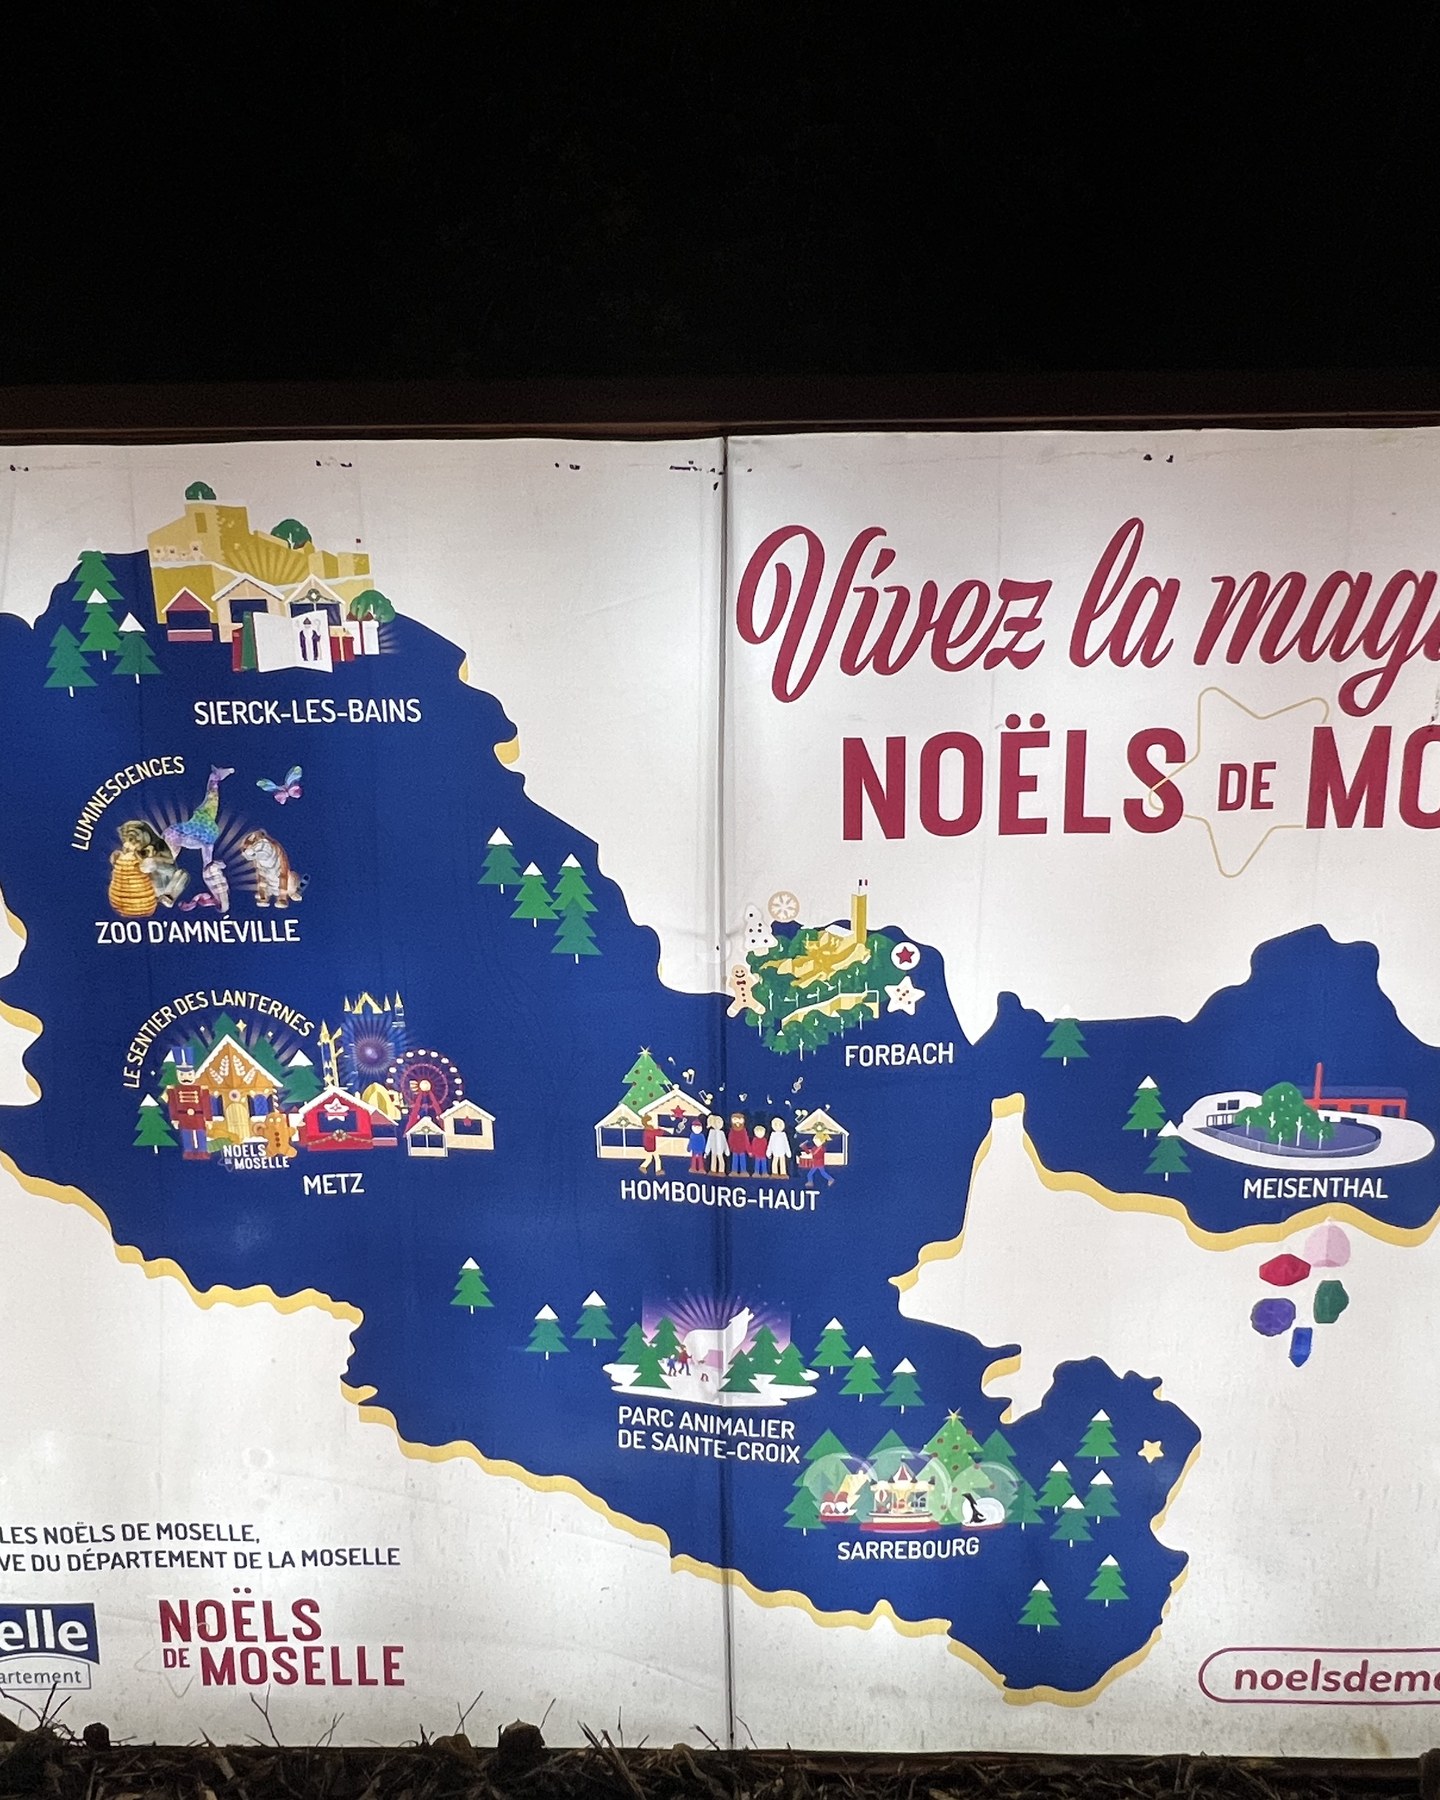 Vivez la mag
NOËLS DE MO
SIERCK-LES-BAINS
LUMINESCENCES
ZOO D'AMNÉVILLE
LE SENTIER DES LANTERNES
NOËLS
DE MOSELLE
METZ
FORBACH
HOMBOURG-HAUT
MEISENTHAL
PARC ANIMALIER
DE SAINTE-CROIX
SARREBOURG
LES NOËLS DE MOSELLE,
VE DU DÉPARTEMENT DE LA MOSELLE
elle
artement
NOËLS
DE MOSELLE
noelsdemo